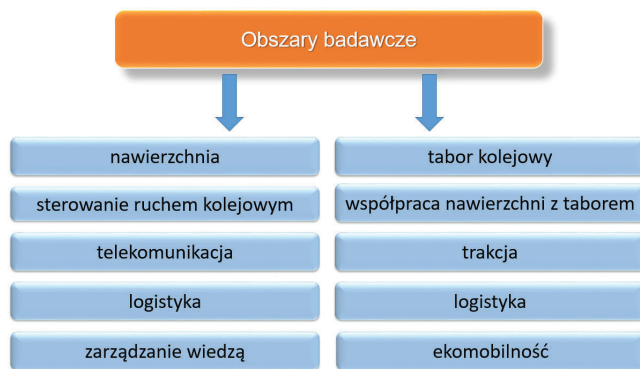 Obszary badawcze
nawierzchnia
sterowanie ruchem kolejowym
telekomunikacja
logistyka
zarządzanie wiedzą
tabor kolejowy
współpraca nawierzchni z taborem
trakcja
logistyka
ekomobilność